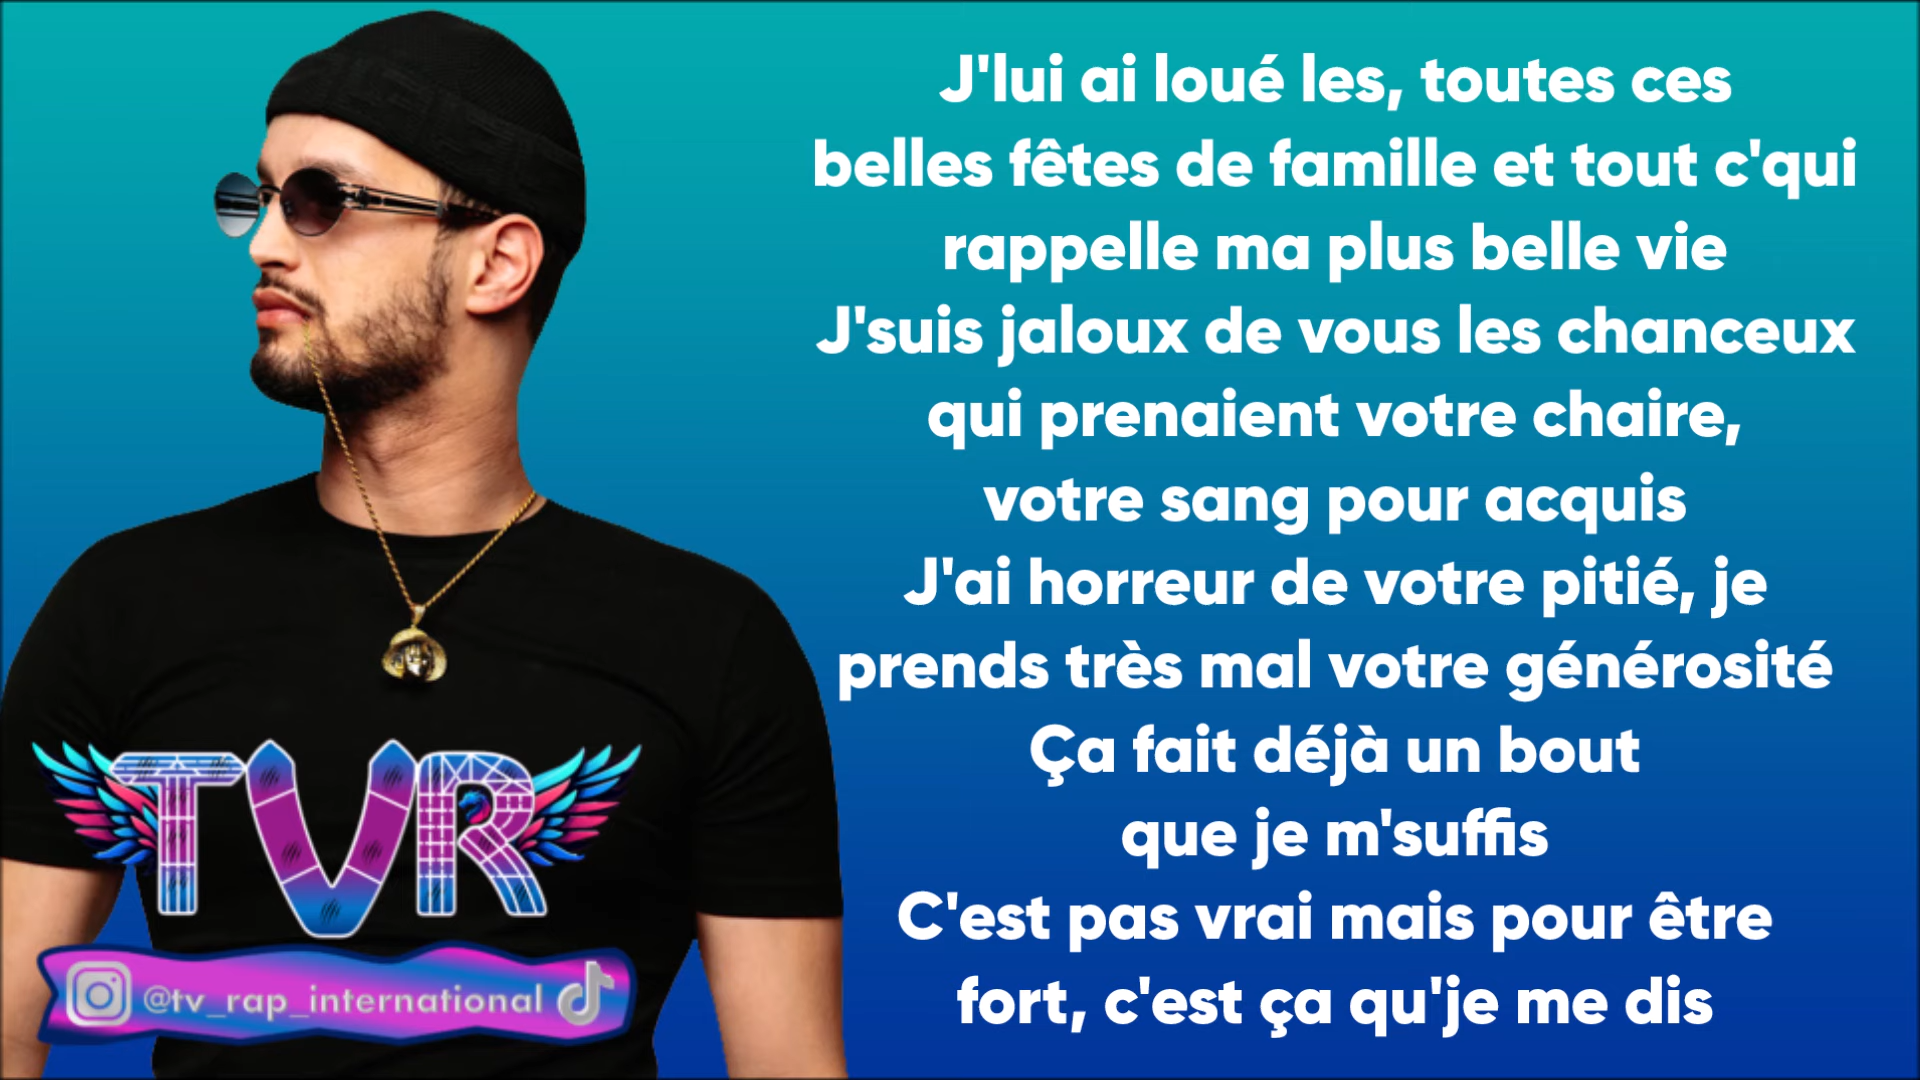 J'lui ai loué les, toutes ces
belles fêtes de famille et tout c'qui
rappelle ma plus belle vie
J'suis jaloux de vous les chanceux
qui prenaient votre chaire,
votre sang pour acquis
J'ai horreur de votre pitié, je
prends très mal votre générosité
Ça fait déjà un bout
que je m'suffis
C'est pas vrai mais pour être
fort, c'est ça qu'je me dis
TVR
@tv_rap_international